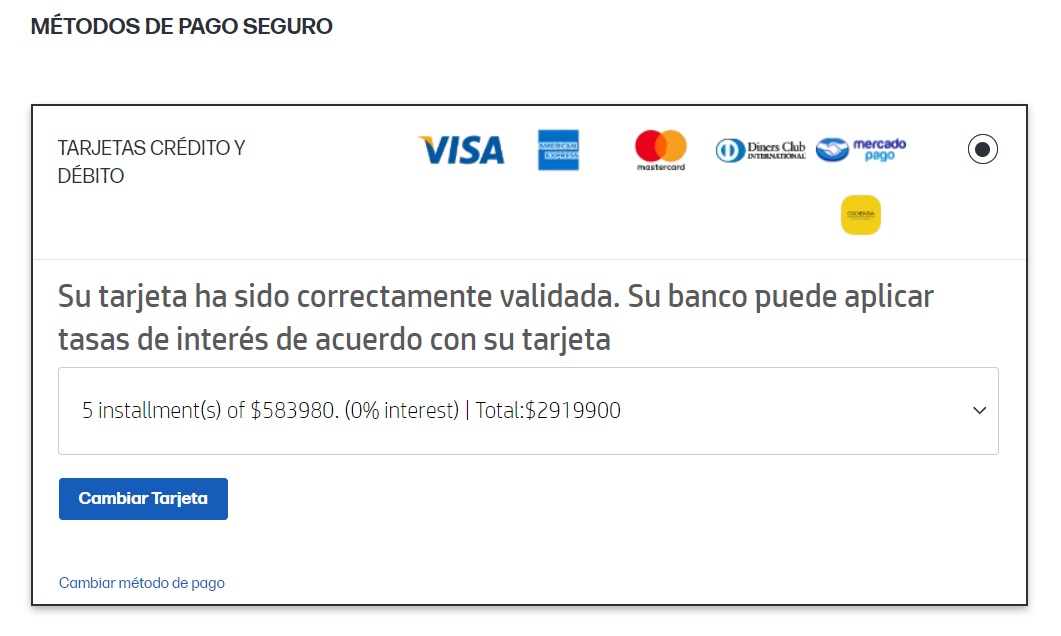 MÉTODOS DE PAGO SEGURO
TARJETAS CRÉDITO Y
DÉBITO
VISA
AMERICAN
EXPRESS
mastercard
Diners Club
INTERNATIONAL
mercado
pago
Su tarjeta ha sido correctamente validada. Su banco puede aplicar
tasas de interés de acuerdo con su tarjeta
5 installment(s) of $583980. (0% interest) | Total:$2919900
Cambiar Tarjeta
Cambiar método de pago